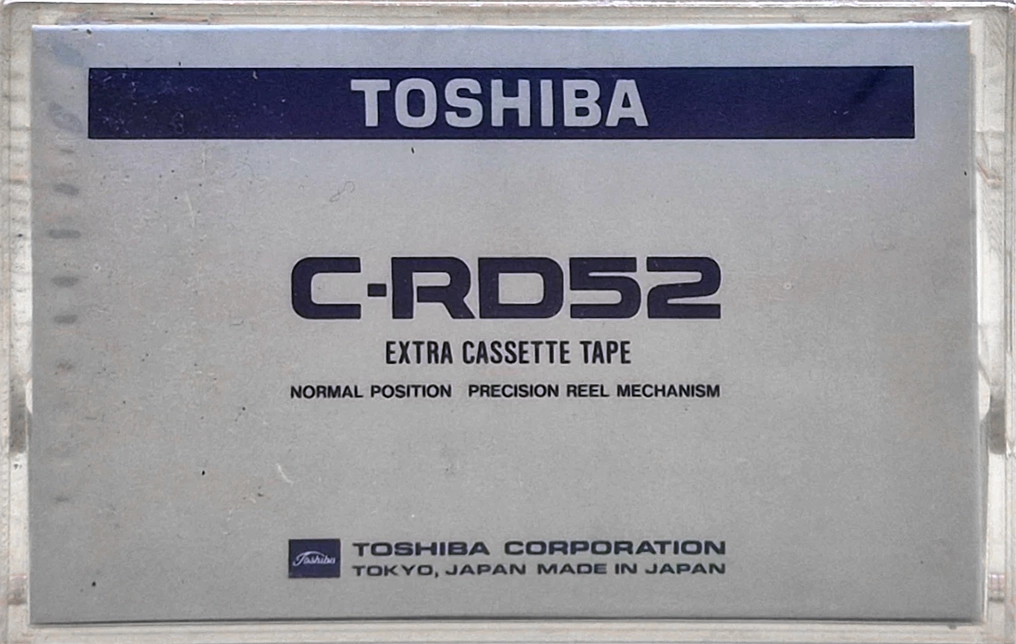 TOSHIBA
C-RD52
EXTRA CASSETTE TAPE
NORMAL POSITION PRECISION REEL MECHANISM
Toshiba
TOSHIBA CORPORATION
TOKYO, JAPAN MADE IN JAPAN